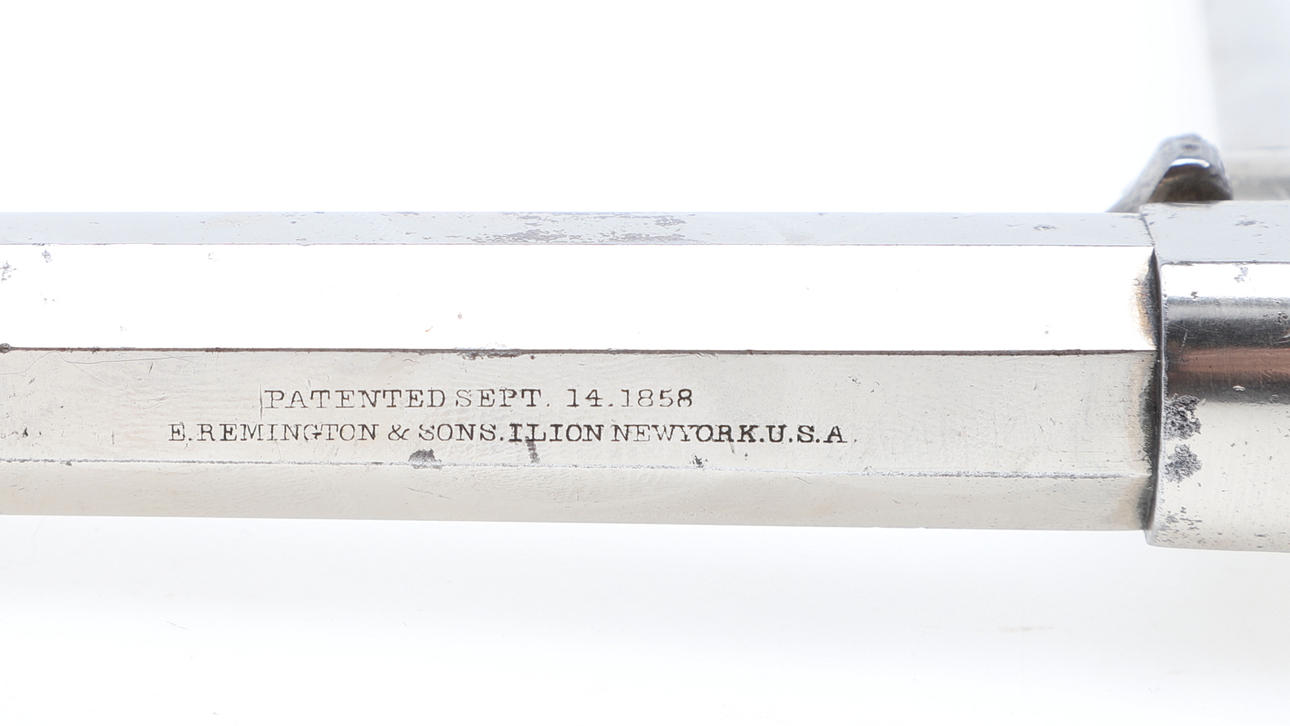 PATENTED SEPT. 14.1858
E.REMINGTON & SONS.ILION NEWYORK.U.S.A.